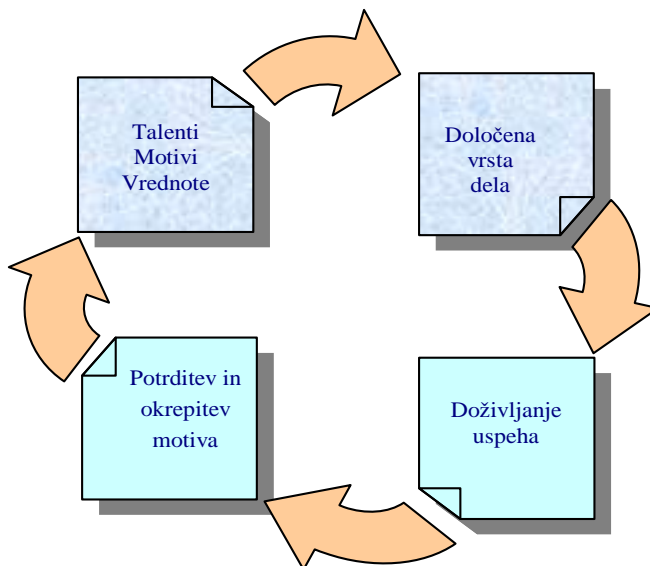 Talenti
Motivi
Vrednote
Določena
vrsta
dela
Potrditev in
okrepitev
motiva
Doživljanje
uspeha